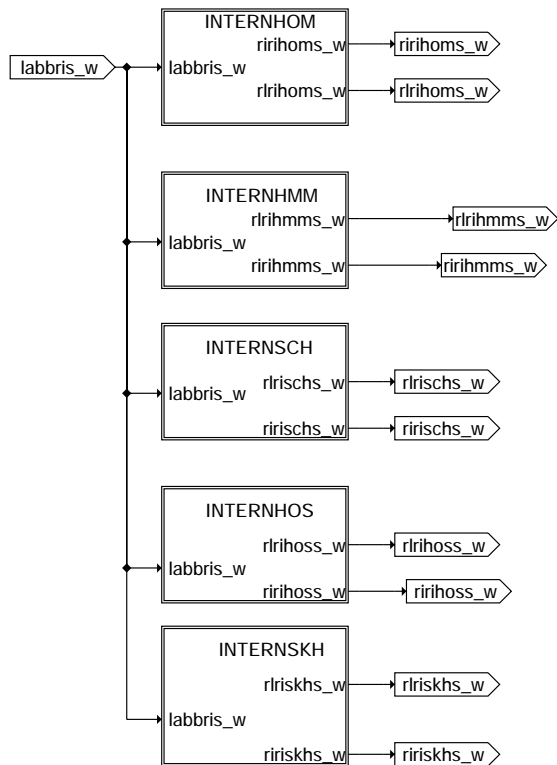 INTERNHOM
ririhoms_w
ririhoms_w
labbris_w
labbris_w
rlrihoms_w
rlrihoms_w
INTERNHMM
rlrihmms_w
rlrihmms_w
labbris_w
ririhmms_w
ririhmms_w
INTERNSCH
rlrischs_w
rlrischs_w
labbris_w
ririschs_w
ririschs_w
INTERNHOS
rlrihoss_w
rlrihoss_w
labbris_w
ririhoss_w
ririhoss_w
INTERNSKH
rlriskhs_w
rlriskhs_w
labbris_w
ririskhs_w
ririskhs_w